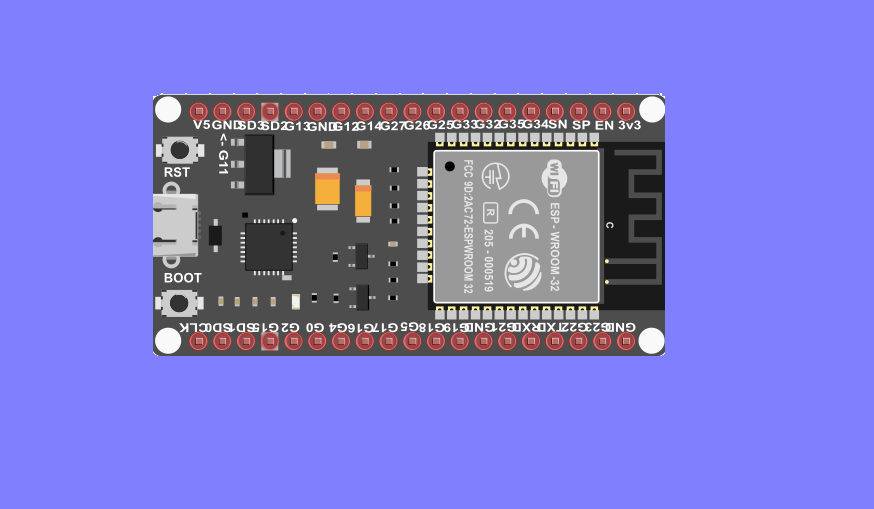 V5 GND SD3 SD2 G13 GND G12 G14 G27 G26 G25 G33 G32 G35 G34 SN SP EN 3v3
<- G11
RST
BOOT
FCC 9D:2AC72-ESPWROOM 32
R 205 - 000519
CE
WiFi
ESP - WROOM -32
C
CLK SD0 SD1 G15 G2 G0 G4 G16 G17 G5 G18 G19 GND G21 RXD TXD G22 G23 GND